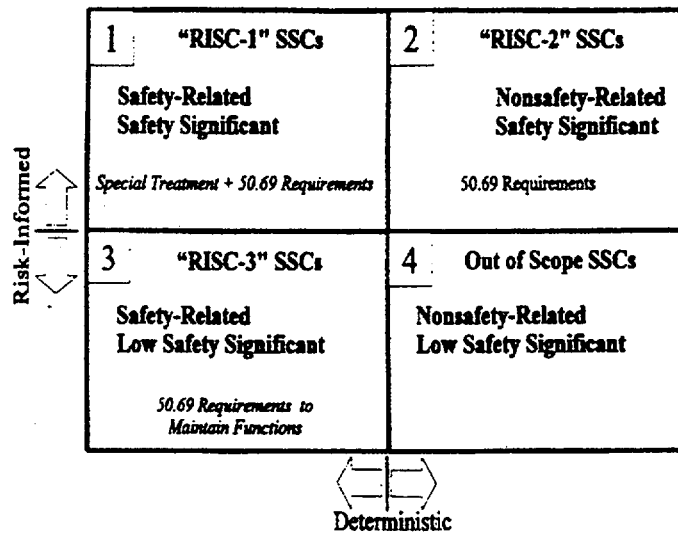 1 "RISC-1" SSCs
Safety-Related
Safety Significant
Special Treatment + 50.69 Requirements
2 "RISC-2" SSCs
Nonsafety-Related
Safety Significant
50.69 Requirements
Risk-Informed
3 "RISC-3" SSCs
Safety-Related
Low Safety Significant
50.69 Requirements to
Maintain Functions
4 Out of Scope SSCs
Nonsafety-Related
Low Safety Significant
Deterministic